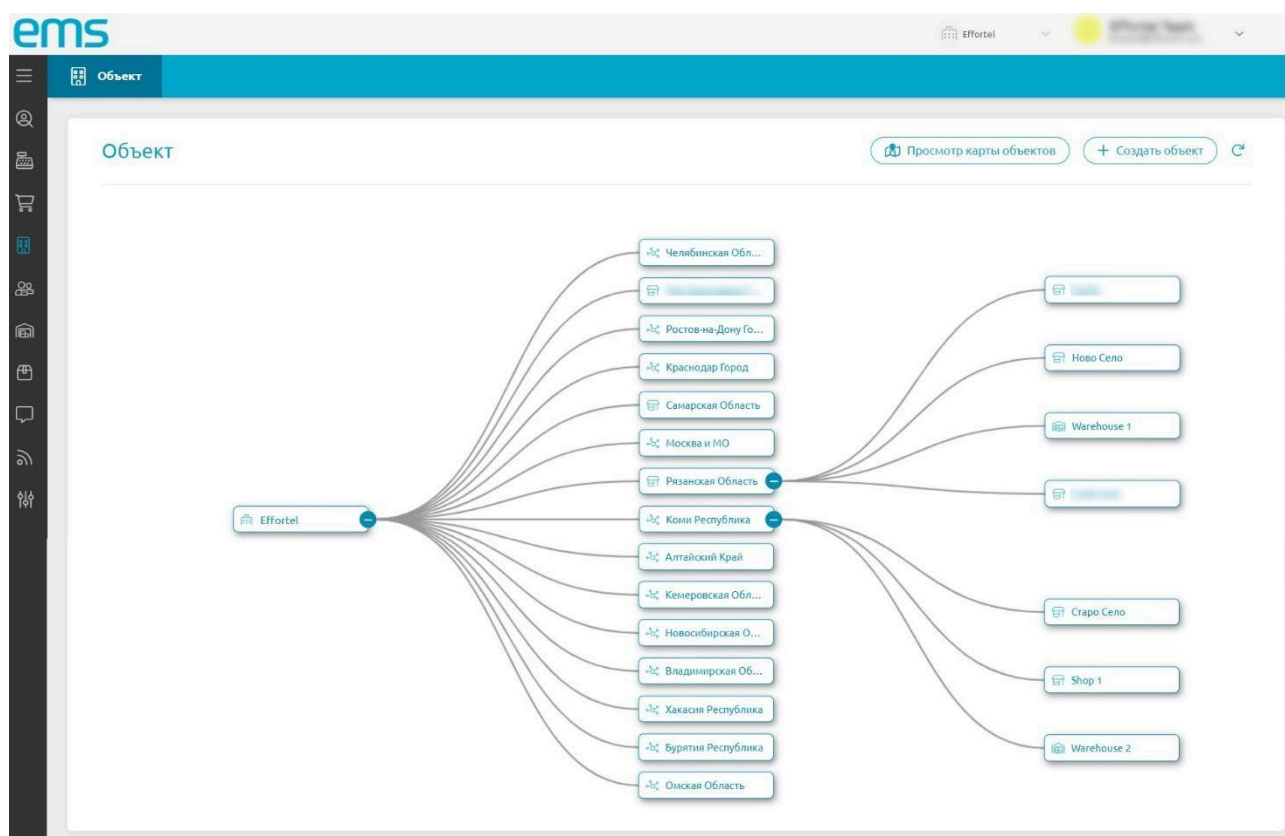 ems
Effortel
Объект
Объект
Просмотр карты объектов
+ Создать объект
Челябинская Обл...
Ростов-на-Дону Го...
Краснодар Город
Самарская Область
Москва и МО
Рязанская Область
Коми Республика
Алтайский Край
Кемеровская Обл...
Новосибирская О...
Владимирская Об...
Хакасия Республика
Бурятия Республика
Омская Область
Effortel
Ново Село
Warehouse 1
Старо Село
Shop 1
Warehouse 2